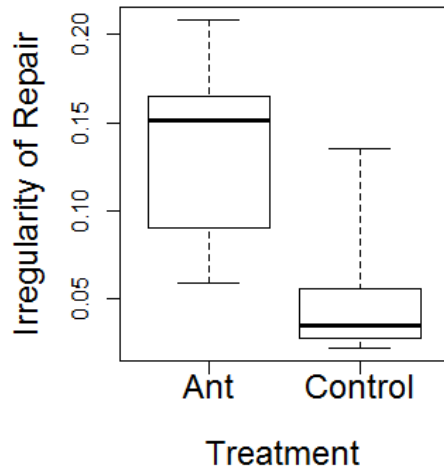 Irregularity of Repair
0.20
0.15
0.10
0.05
Ant Control
Treatment